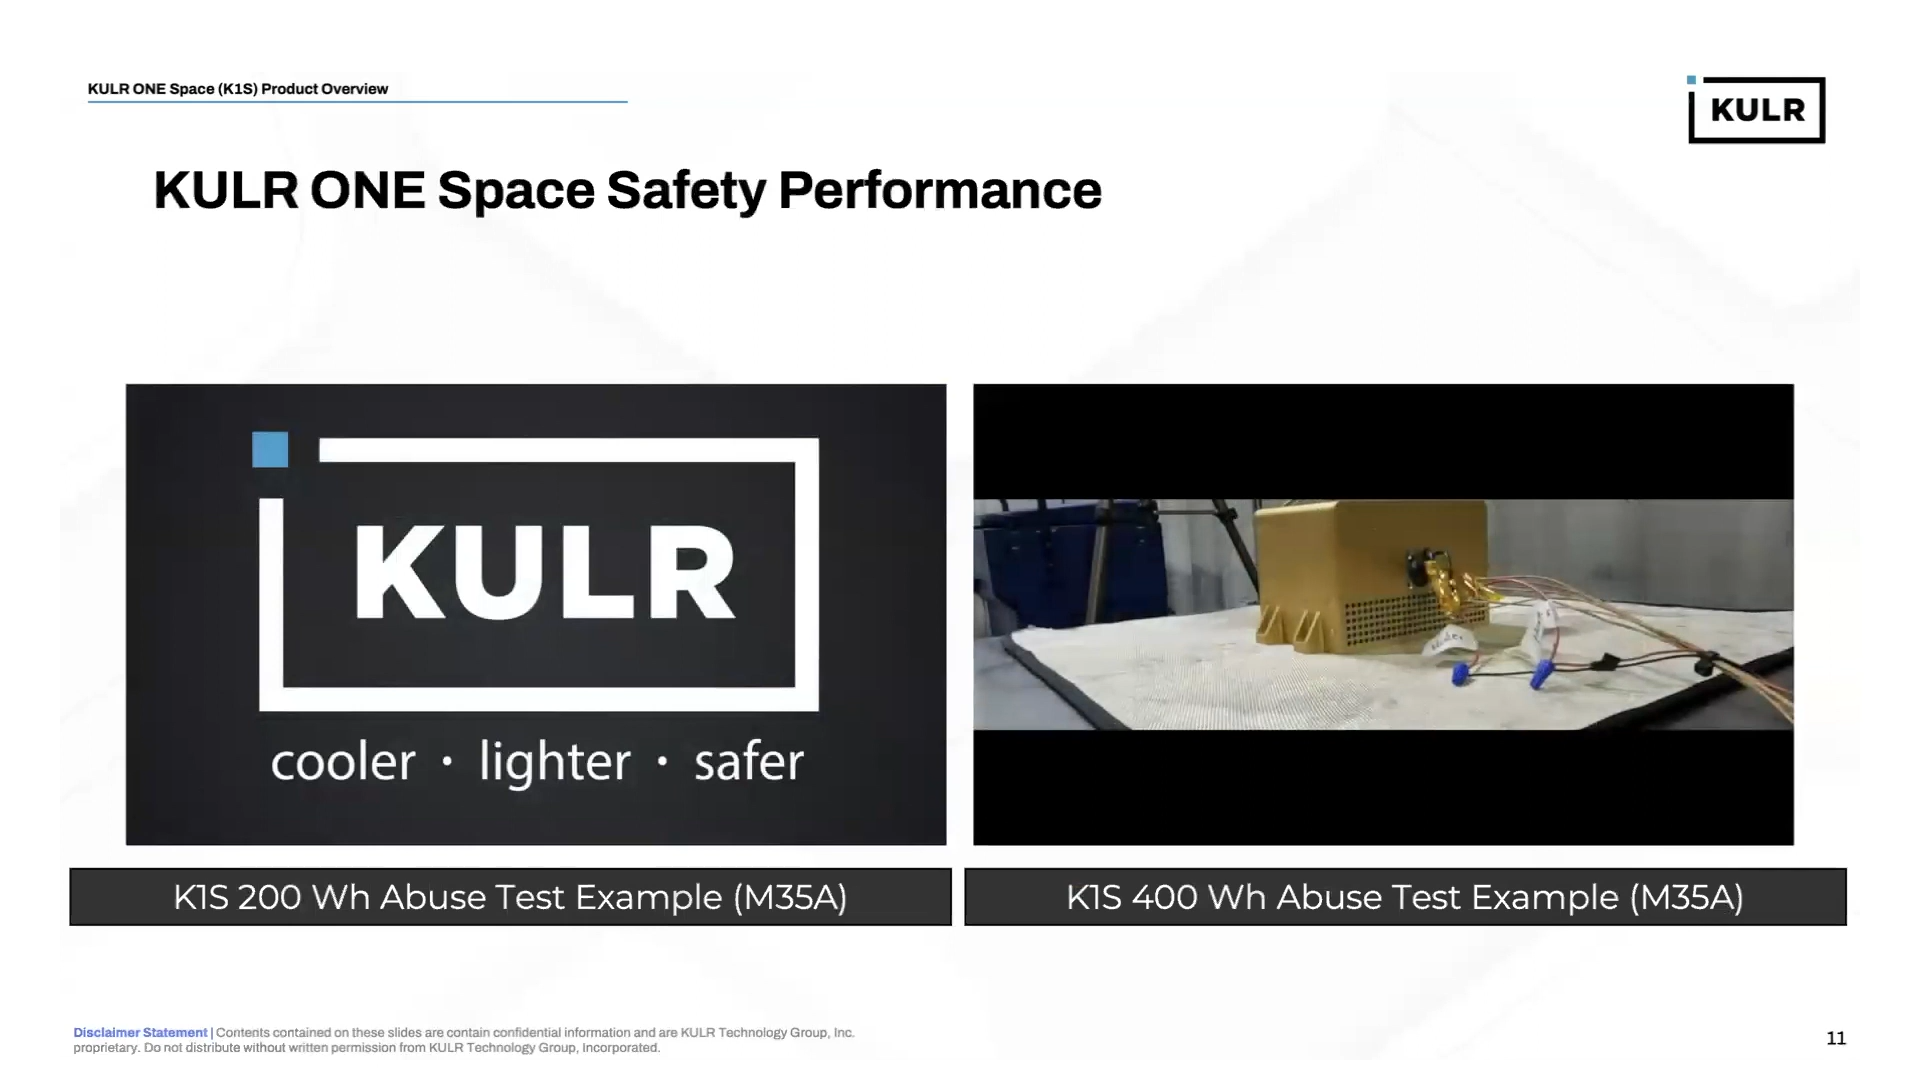 KULR ONE Space (K1S) Product Overview
KULR
KULR ONE Space Safety Performance
KULR
cooler · lighter · safer
K1S 200 Wh Abuse Test Example (M35A)
K1S 400 Wh Abuse Test Example (M35A)
Disclaimer Statement | Contents contained on these slides are contain confidential information and are KULR Technology Group, Inc.
proprietary. Do not distribute without written permission from KULR Technology Group, Incorporated.
11